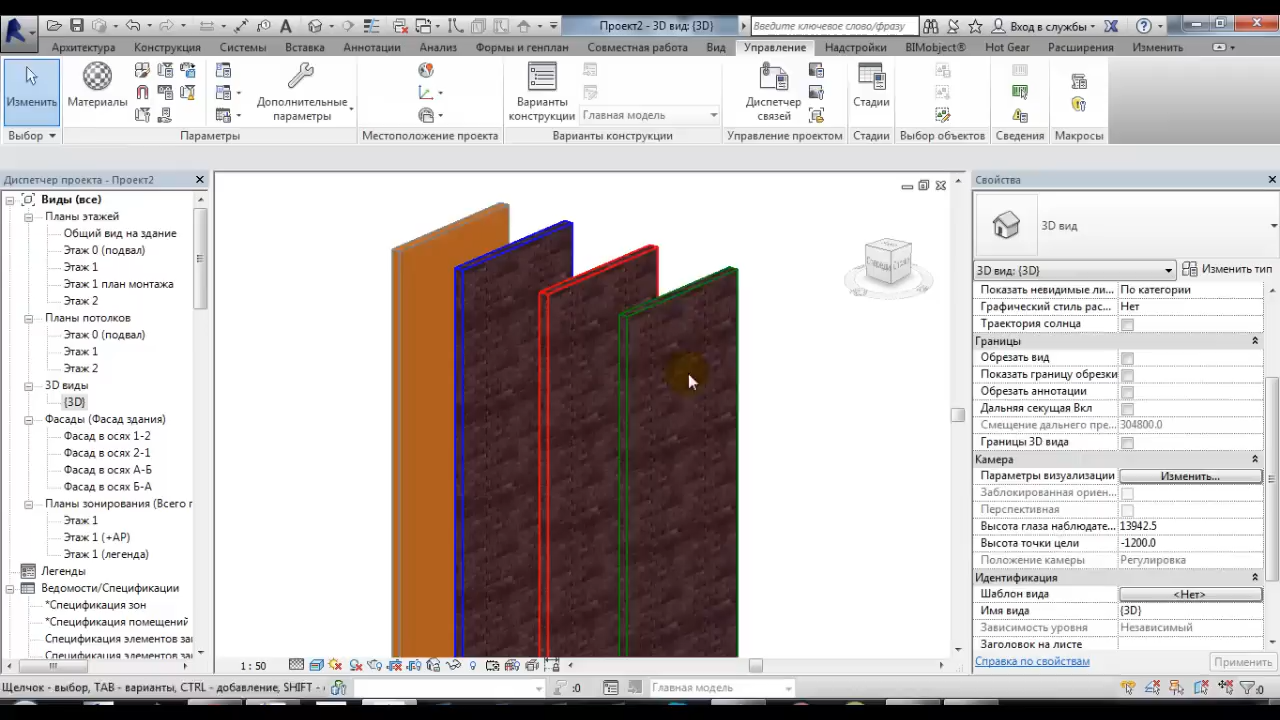 Проект2 - 3D вид: {3D}
Введите ключевое слово/фразу
Вход в службы
Архитектура Конструкция Системы Вставка Аннотации Анализ Формы и генплан Совместная работа Вид Управление Надстройки BIMobject® Hot Gear Расширения Изменить
Изменить
Материалы
Дополнительные параметры
Варианты конструкции
Главная модель
Диспетчер связей
Стадии
Выбор
Параметры
Местоположение проекта
Варианты конструкции
Управление проектом
Стадии
Выбор объектов
Сведения
Макросы
Диспетчер проекта - Проект2
Виды (все)
Планы этажей
Общий вид на здание
Этаж 0 (подвал)
Этаж 1
Этаж 1 план монтажа
Этаж 2
Планы потолков
Этаж 0 (подвал)
Этаж 1
Этаж 2
3D виды
{3D}
Фасады (Фасад здания)
Фасад в осях 1-2
Фасад в осях 2-1
Фасад в осях А-Б
Фасад в осях Б-А
Планы зонирования (Всего г
Этаж 1
Этаж 1 (+АР)
Этаж 1 (легенда)
Легенды
Ведомости/Спецификации
*Спецификация зон
*Спецификация помещений
Спецификация элементов за
1 : 50
Свойства
3D вид
3D вид: {3D}
Изменить тип
Показать невидимые ли... По категории
Графический стиль рас... Нет
Траектория солнца
Границы
Обрезать вид
Показать границу обрезки
Обрезать аннотации
Дальняя секущая Вкл
Смещение дальнего пре... 304800.0
Границы 3D вида
Камера
Параметры визуализации Изменить...
Заблокированная ориен...
Перспективная
Высота глаза наблюдате... 13942.5
Высота точки цели -1200.0
Положение камеры Регулировка
Идентификация
Шаблон вида <Нет>
Имя вида {3D}
Зависимость уровня Независимый
Заголовок на листе
Справка по свойствам
Применить
Щелчок - выбор, TAB - варианты, CTRL - добавление, SHIFT -
:0
Главная модель
:0